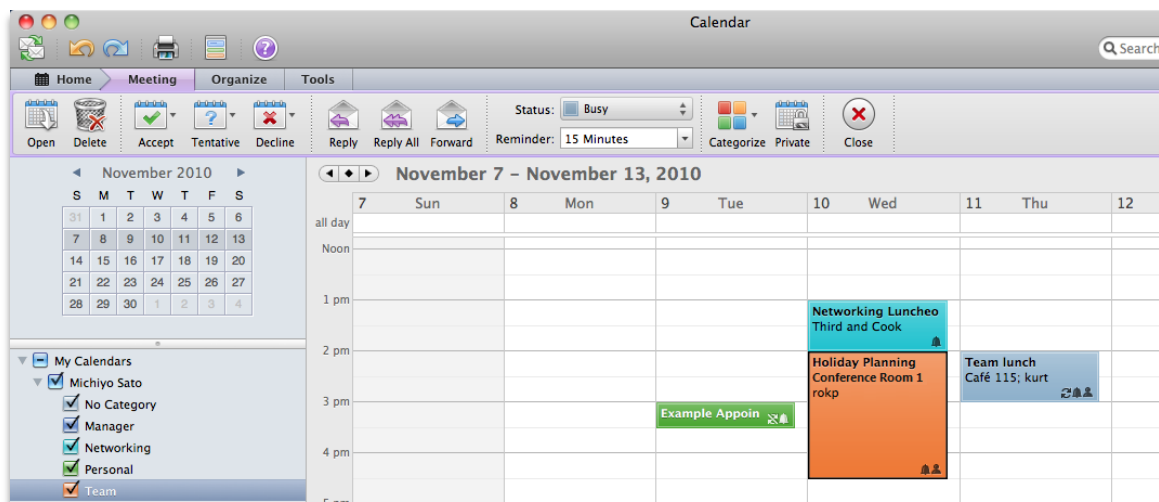 Calendar
Search
Home Meeting Organize Tools
Status: Busy
Open Delete Accept Tentative Decline Reply Reply All Forward Reminder: 15 Minutes Categorize Private Close
November 2010
S M T W T F S
31 1 2 3 4 5 6
7 8 9 10 11 12 13
14 15 16 17 18 19 20
21 22 23 24 25 26 27
28 29 30 1 2 3 4
My Calendars
Michiyo Sato
No Category
Manager
Networking
Personal
Team
November 7 – November 13, 2010
7 Sun 8 Mon 9 Tue 10 Wed 11 Thu 12
all day
Noon
1 pm
Networking Luncheo
Third and Cook
2 pm
Holiday Planning
Conference Room 1
rokp
Team lunch
Café 115; kurt
3 pm
Example Appoin
4 pm
5 pm